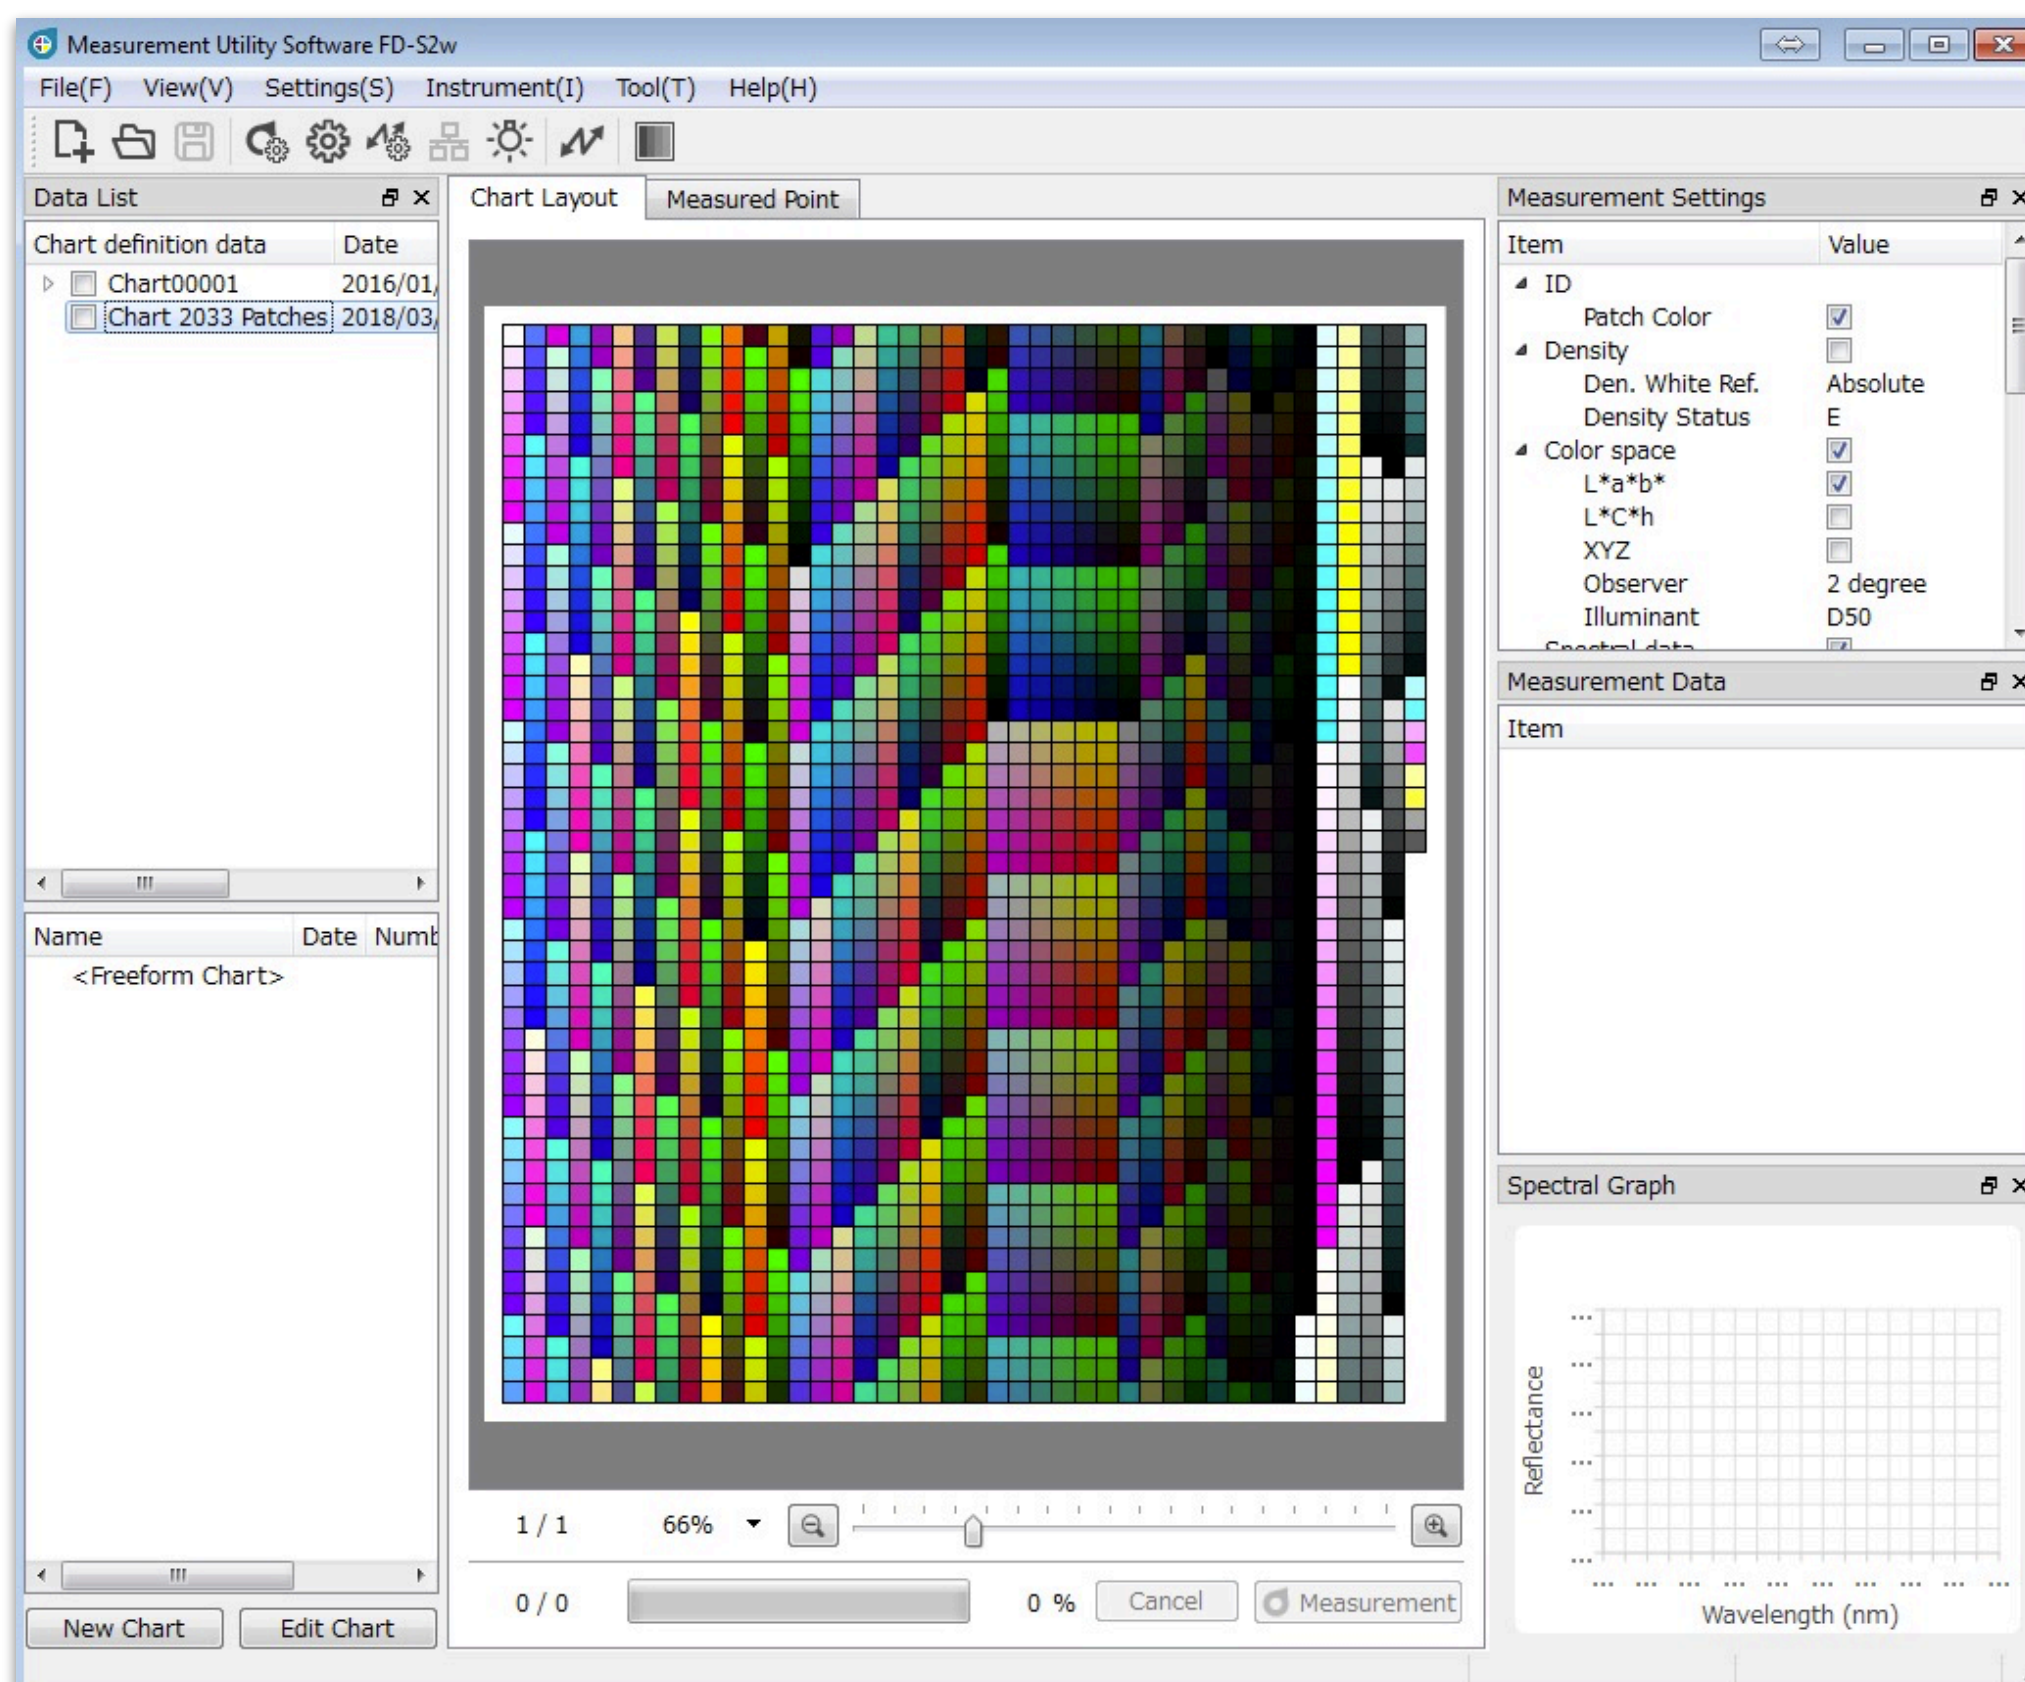 Measurement Utility Software FD-S2w
File(F) View(V) Settings(S) Instrument(I) Tool(T) Help(H)
Data List
Chart definition data Date
Chart00001 2016/01/
Chart 2033 Patches 2018/03/
Name Date Numb
<Freeform Chart>
New Chart Edit Chart
Chart Layout Measured Point
1 / 1 66%
0 / 0 0 % Cancel Measurement
Measurement Settings
Item Value
ID
Patch Color
Density
Den. White Ref. Absolute
Density Status E
Color space
L*a*b*
L*C*h
XYZ
Observer 2 degree
Illuminant D50
Spectral data
Measurement Data
Item
Spectral Graph
Reflectance
... ... ... ... ... ...
... ... ... ... ... ... ... ... ... ...
Wavelength (nm)